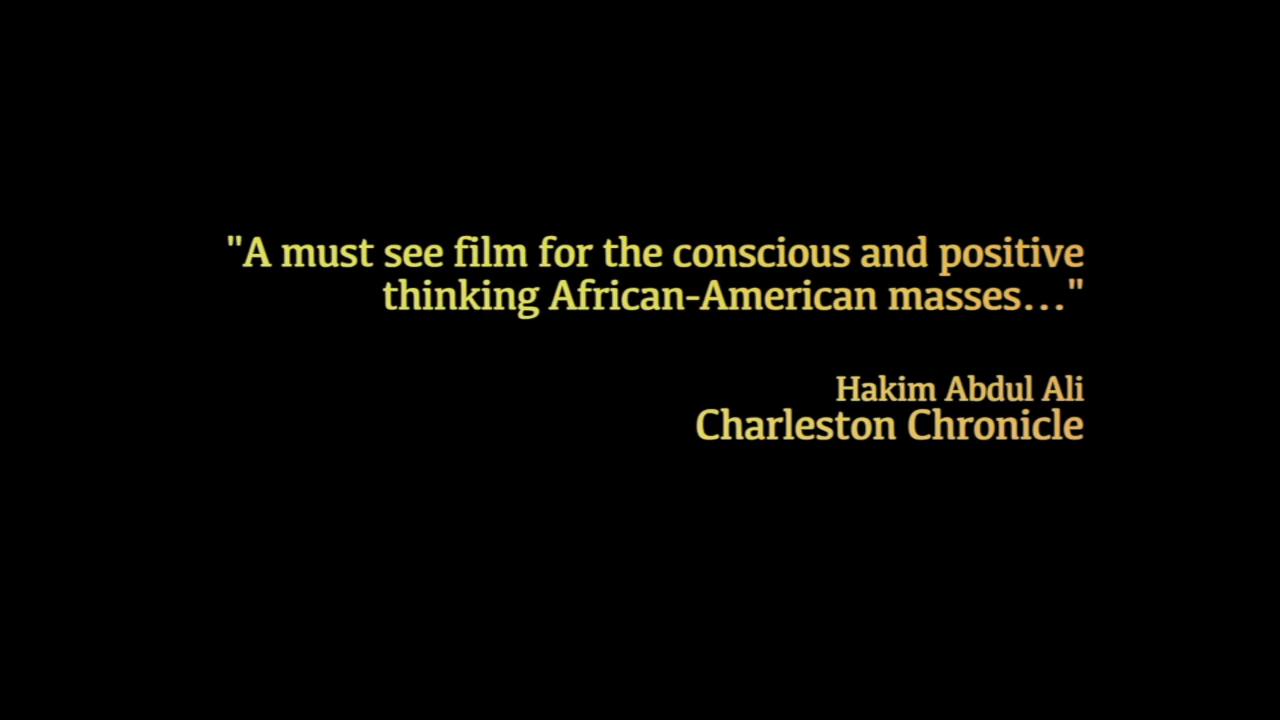 "A must see film for the conscious and positive
thinking African-American masses…"
Hakim Abdul Ali
Charleston Chronicle